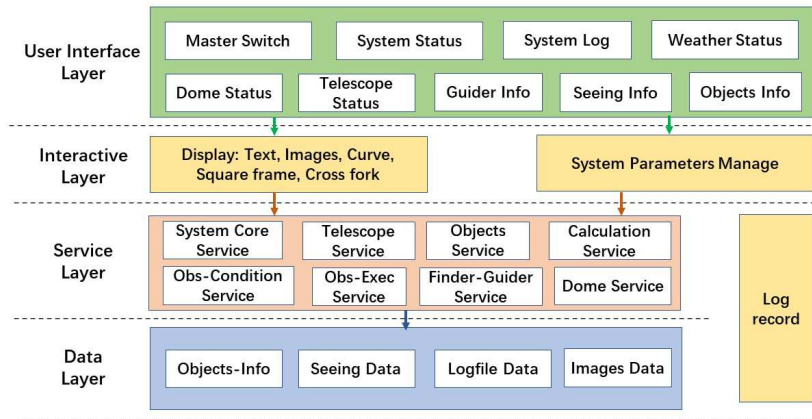 User Interface
Layer
Master Switch
System Status
System Log
Weather Status
Dome Status
Telescope
Status
Guider Info
Seeing Info
Objects Info
Interactive
Layer
Display: Text, Images, Curve,
Square frame, Cross fork
System Parameters Manage
Service
Layer
System Core
Service
Telescope
Service
Objects
Service
Calculation
Service
Obs-Condition
Service
Obs-Exec
Service
Finder-Guider
Service
Dome Service
Log
record
Data
Layer
Objects-Info
Seeing Data
Logfile Data
Images Data